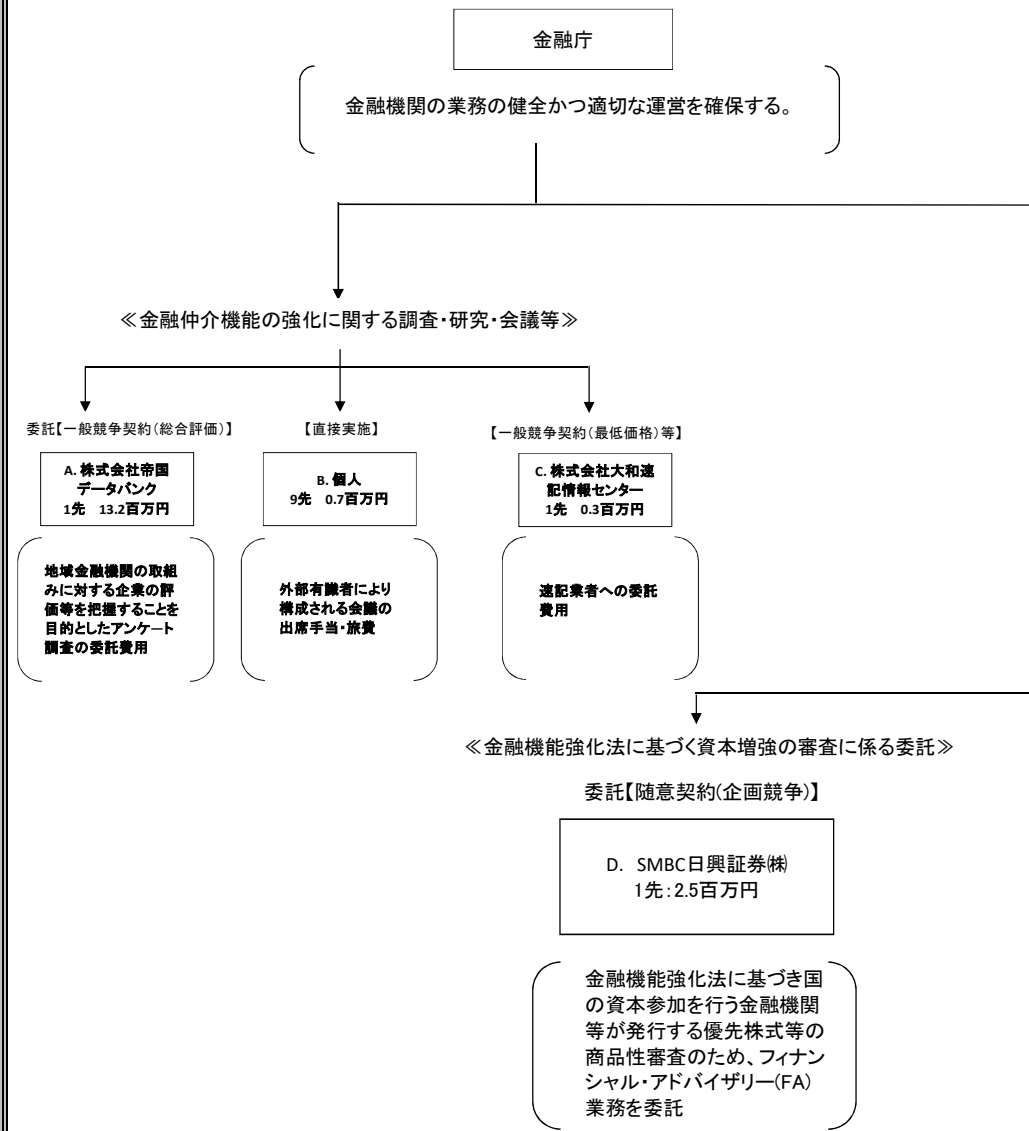 金融庁
金融機関の業務の健全かつ適切な運営を確保する。
≪金融仲介機能の強化に関する調査・研究・会議等≫
委託【一般競争契約(総合評価)】
A. 株式会社帝国
データバンク
1先 13.2百万円
地域金融機関の取組
みに対する企業の評
価等を把握することを
目的としたアンケート
調査の委託費用
【直接実施】
B. 個人
9先 0.7百万円
外部有識者により
構成される会議の
出席手当・旅費
【一般競争契約(最低価格)等】
C. 株式会社大和速
記情報センター
1先 0.3百万円
速記業者への委託
費用
≪金融機能強化法に基づく資本増強の審査に係る委託≫
委託【随意契約(企画競争)】
D. SMBC日興証券㈱
1先：2.5百万円
金融機能強化法に基づき国
の資本参加を行う金融機関
等が発行する優先株式等の
商品性審査のため、フィナン
シャル・アドバイザリー(FA)
業務を委託